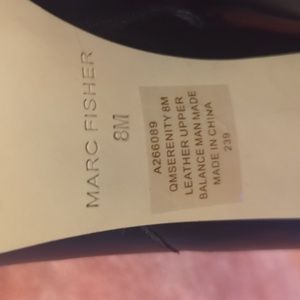 MARC FISHER
8M
A266089
QMSERENITY 8M
LEATHER UPPER
BALANCE MAN MADE
MADE IN CHINA
239